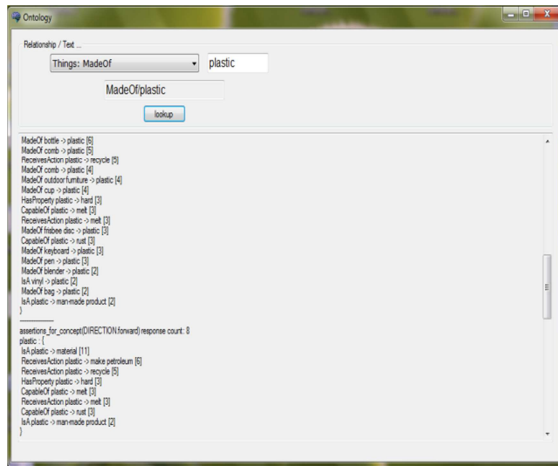 Ontology
Relationship / Text ...
Things: MadeOf
plastic
MadeOf/plastic
lookup
MadeOf bottle -> plastic [6]
MadeOf comb -> plastic [5]
ReceivesAction plastic -> recycle [5]
MadeOf comb -> plastic [4]
MadeOf outdoor furniture -> plastic [4]
MadeOf cup -> plastic [4]
HasProperty plastic -> hard [3]
CapableOf plastic -> melt [3]
ReceivesAction plastic -> melt [3]
MadeOf frisbee disc -> plastic [3]
CapableOf plastic -> rust [3]
MadeOf keyboard -> plastic [3]
MadeOf pen -> plastic [3]
MadeOf blender -> plastic [2]
IsA vinyl -> plastic [2]
MadeOf bag -> plastic [2]
IsA plastic -> man-made product [2]
}
---------------
assertions_for_concept(DIRECTION.forward) response count: 8
plastic : {
IsA plastic -> material [11]
ReceivesAction plastic -> make petroleum [6]
ReceivesAction plastic -> recycle [5]
HasProperty plastic -> hard [3]
CapableOf plastic -> melt [3]
ReceivesAction plastic -> melt [3]
CapableOf plastic -> rust [3]
IsA plastic -> man-made product [2]
}